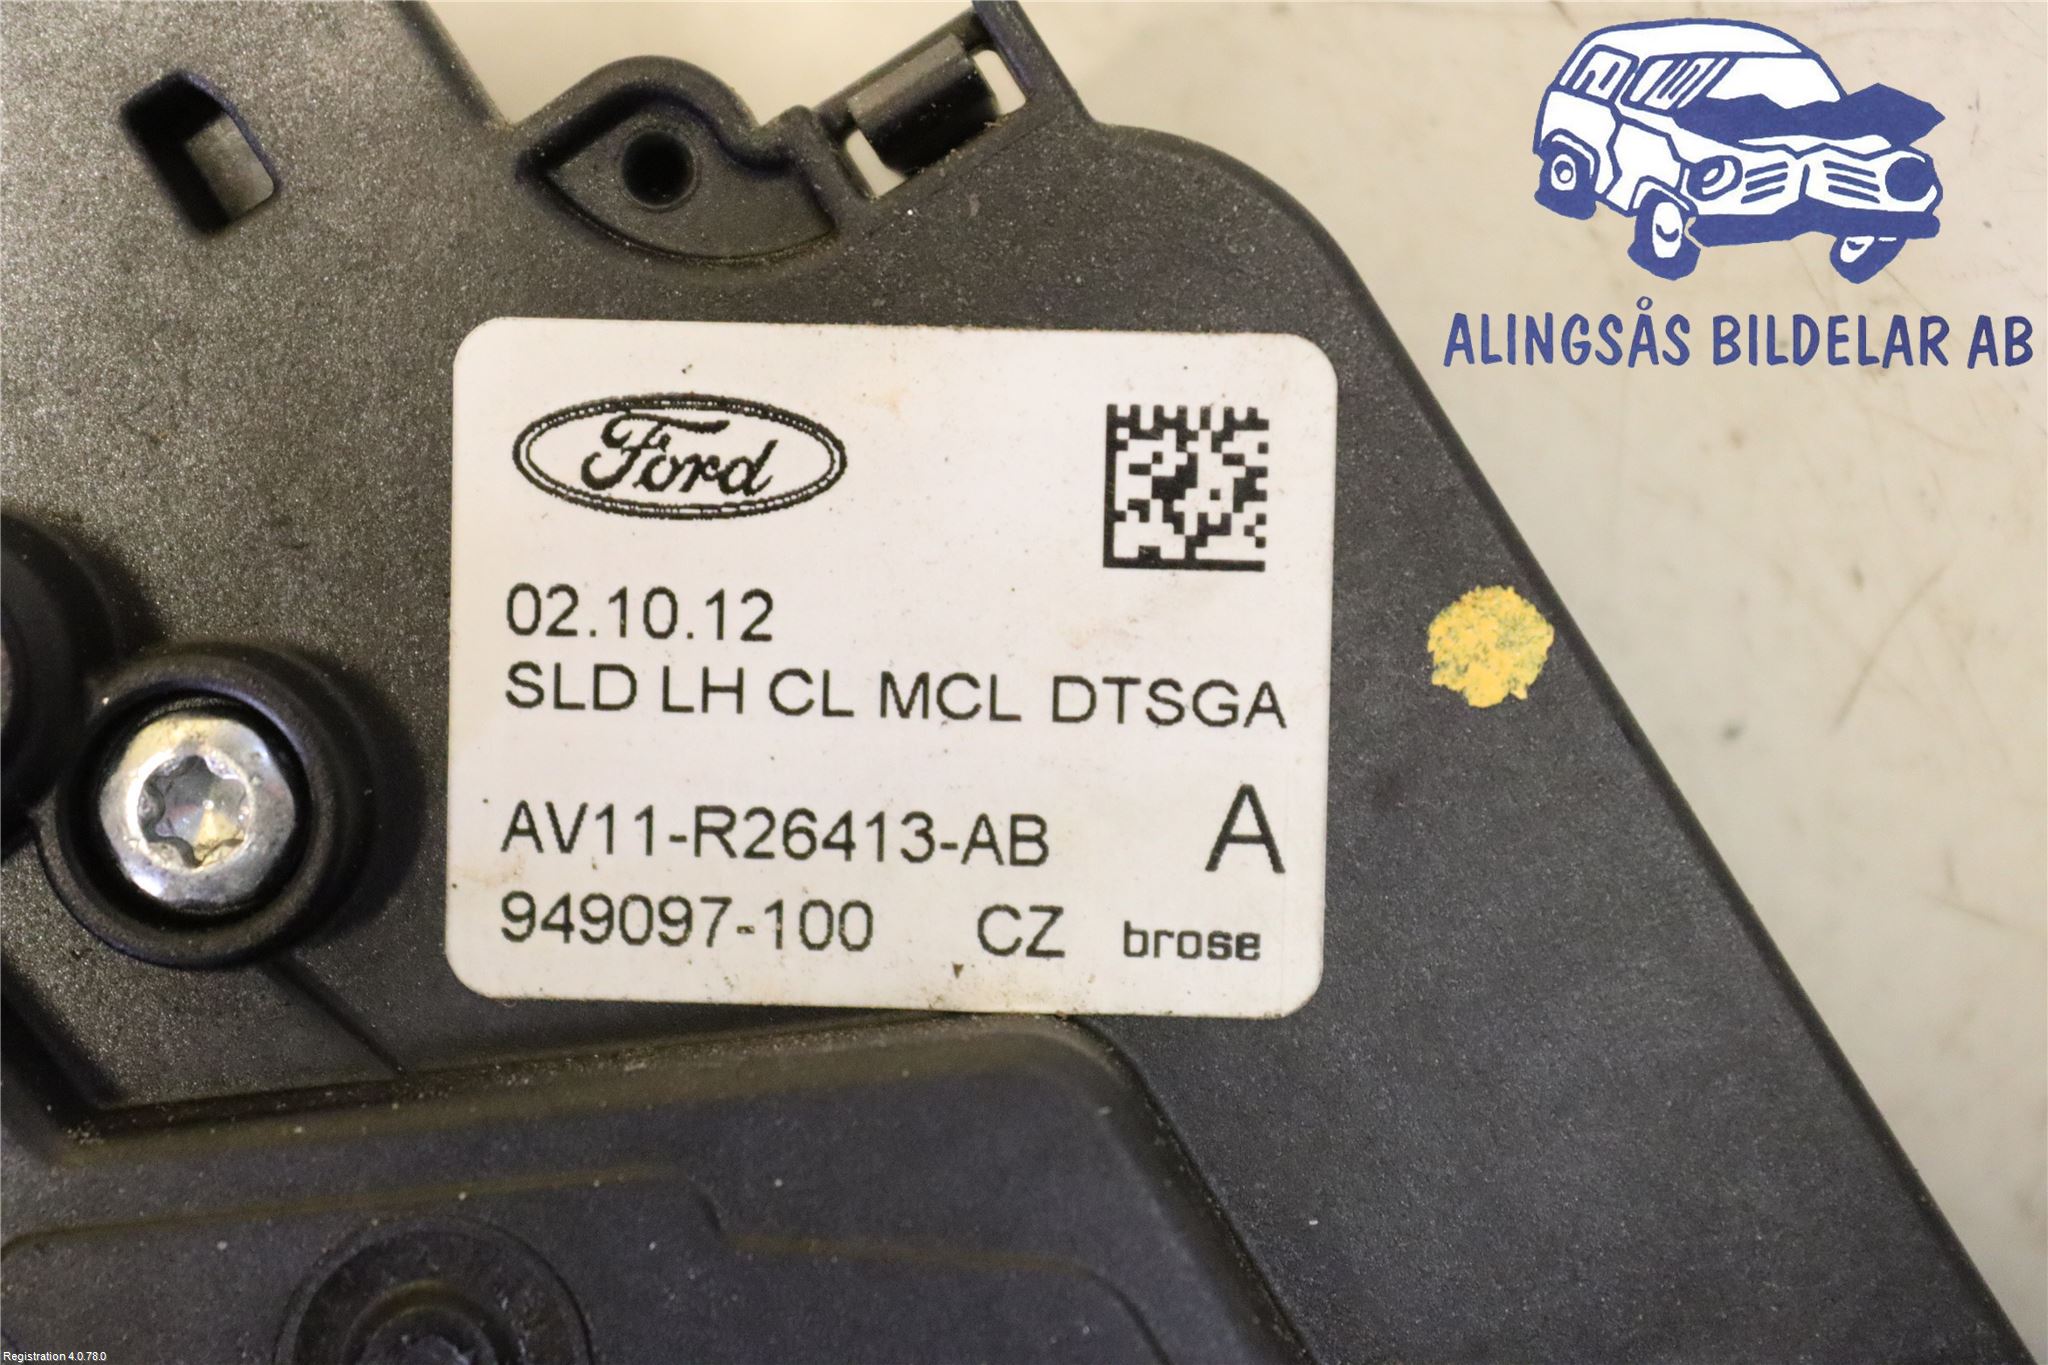 ALINGSÅS BILDELAR AB
Ford
02.10.12
SLD LH CL MCL DTSGA
AV11-R26413-AB A
949097-100 CZ brose
Registration 4.0.78.0